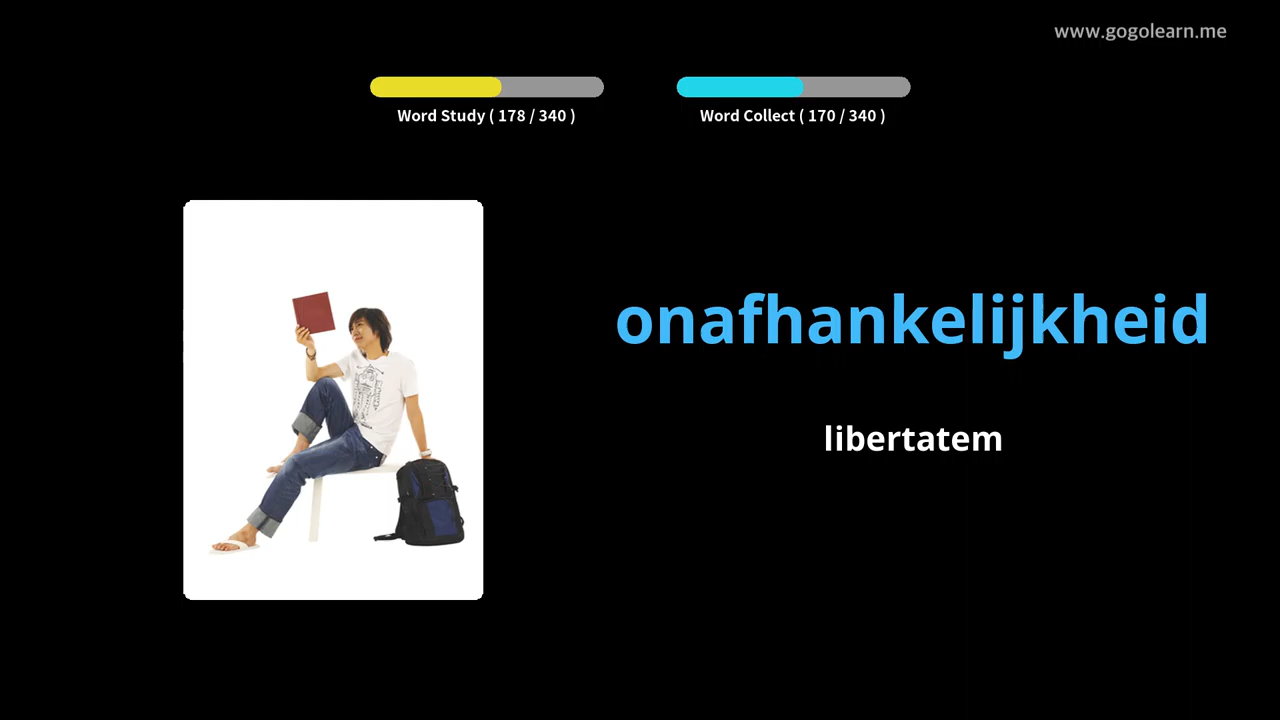 www.gogolearn.me
Word Study ( 178 / 340 )
Word Collect ( 170 / 340 )
onafhankelijkheid
libertatem